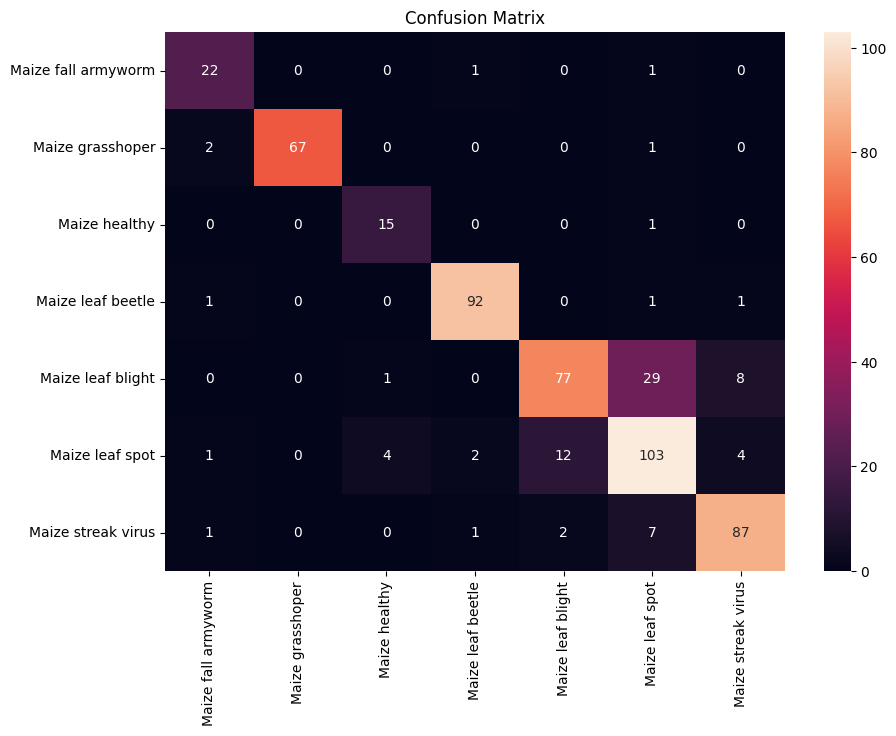 Confusion Matrix
Maize fall armyworm 22 0 0 1 0 1 0
Maize grasshoper 2 67 0 0 0 1 0
Maize healthy 0 0 15 0 0 1 0
Maize leaf beetle 1 0 0 92 0 1 1
Maize leaf blight 0 0 1 0 77 29 8
Maize leaf spot 1 0 4 2 12 103 4
Maize streak virus 1 0 0 1 2 7 87
Maize fall armyworm
Maize grasshoper
Maize healthy
Maize leaf beetle
Maize leaf blight
Maize leaf spot
Maize streak virus
100
80
60
40
20
0